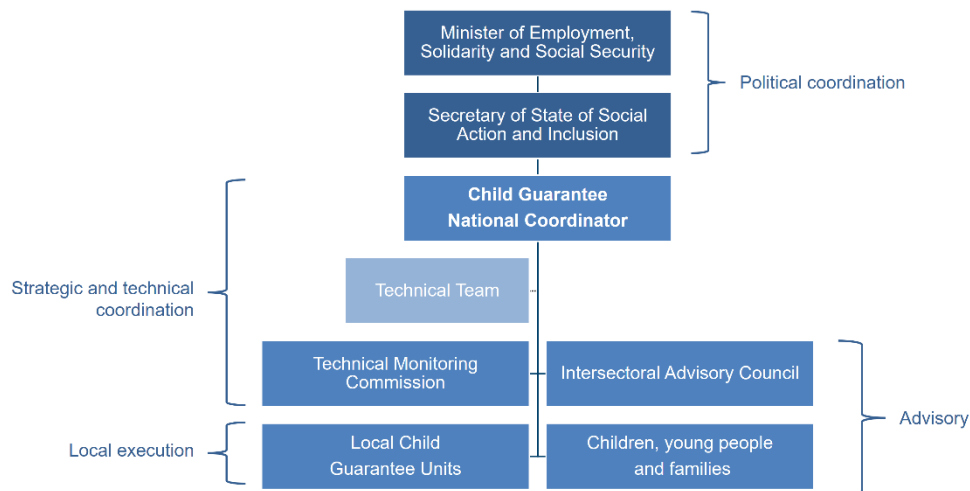 Minister of Employment,
Solidarity and Social Security
Political coordination
Secretary of State of Social
Action and Inclusion
Child Guarantee
National Coordinator
Strategic and technical
coordination
Technical Team
Technical Monitoring
Commission
Intersectoral Advisory Council
Advisory
Local execution
Local Child
Guarantee Units
Children, young people
and families